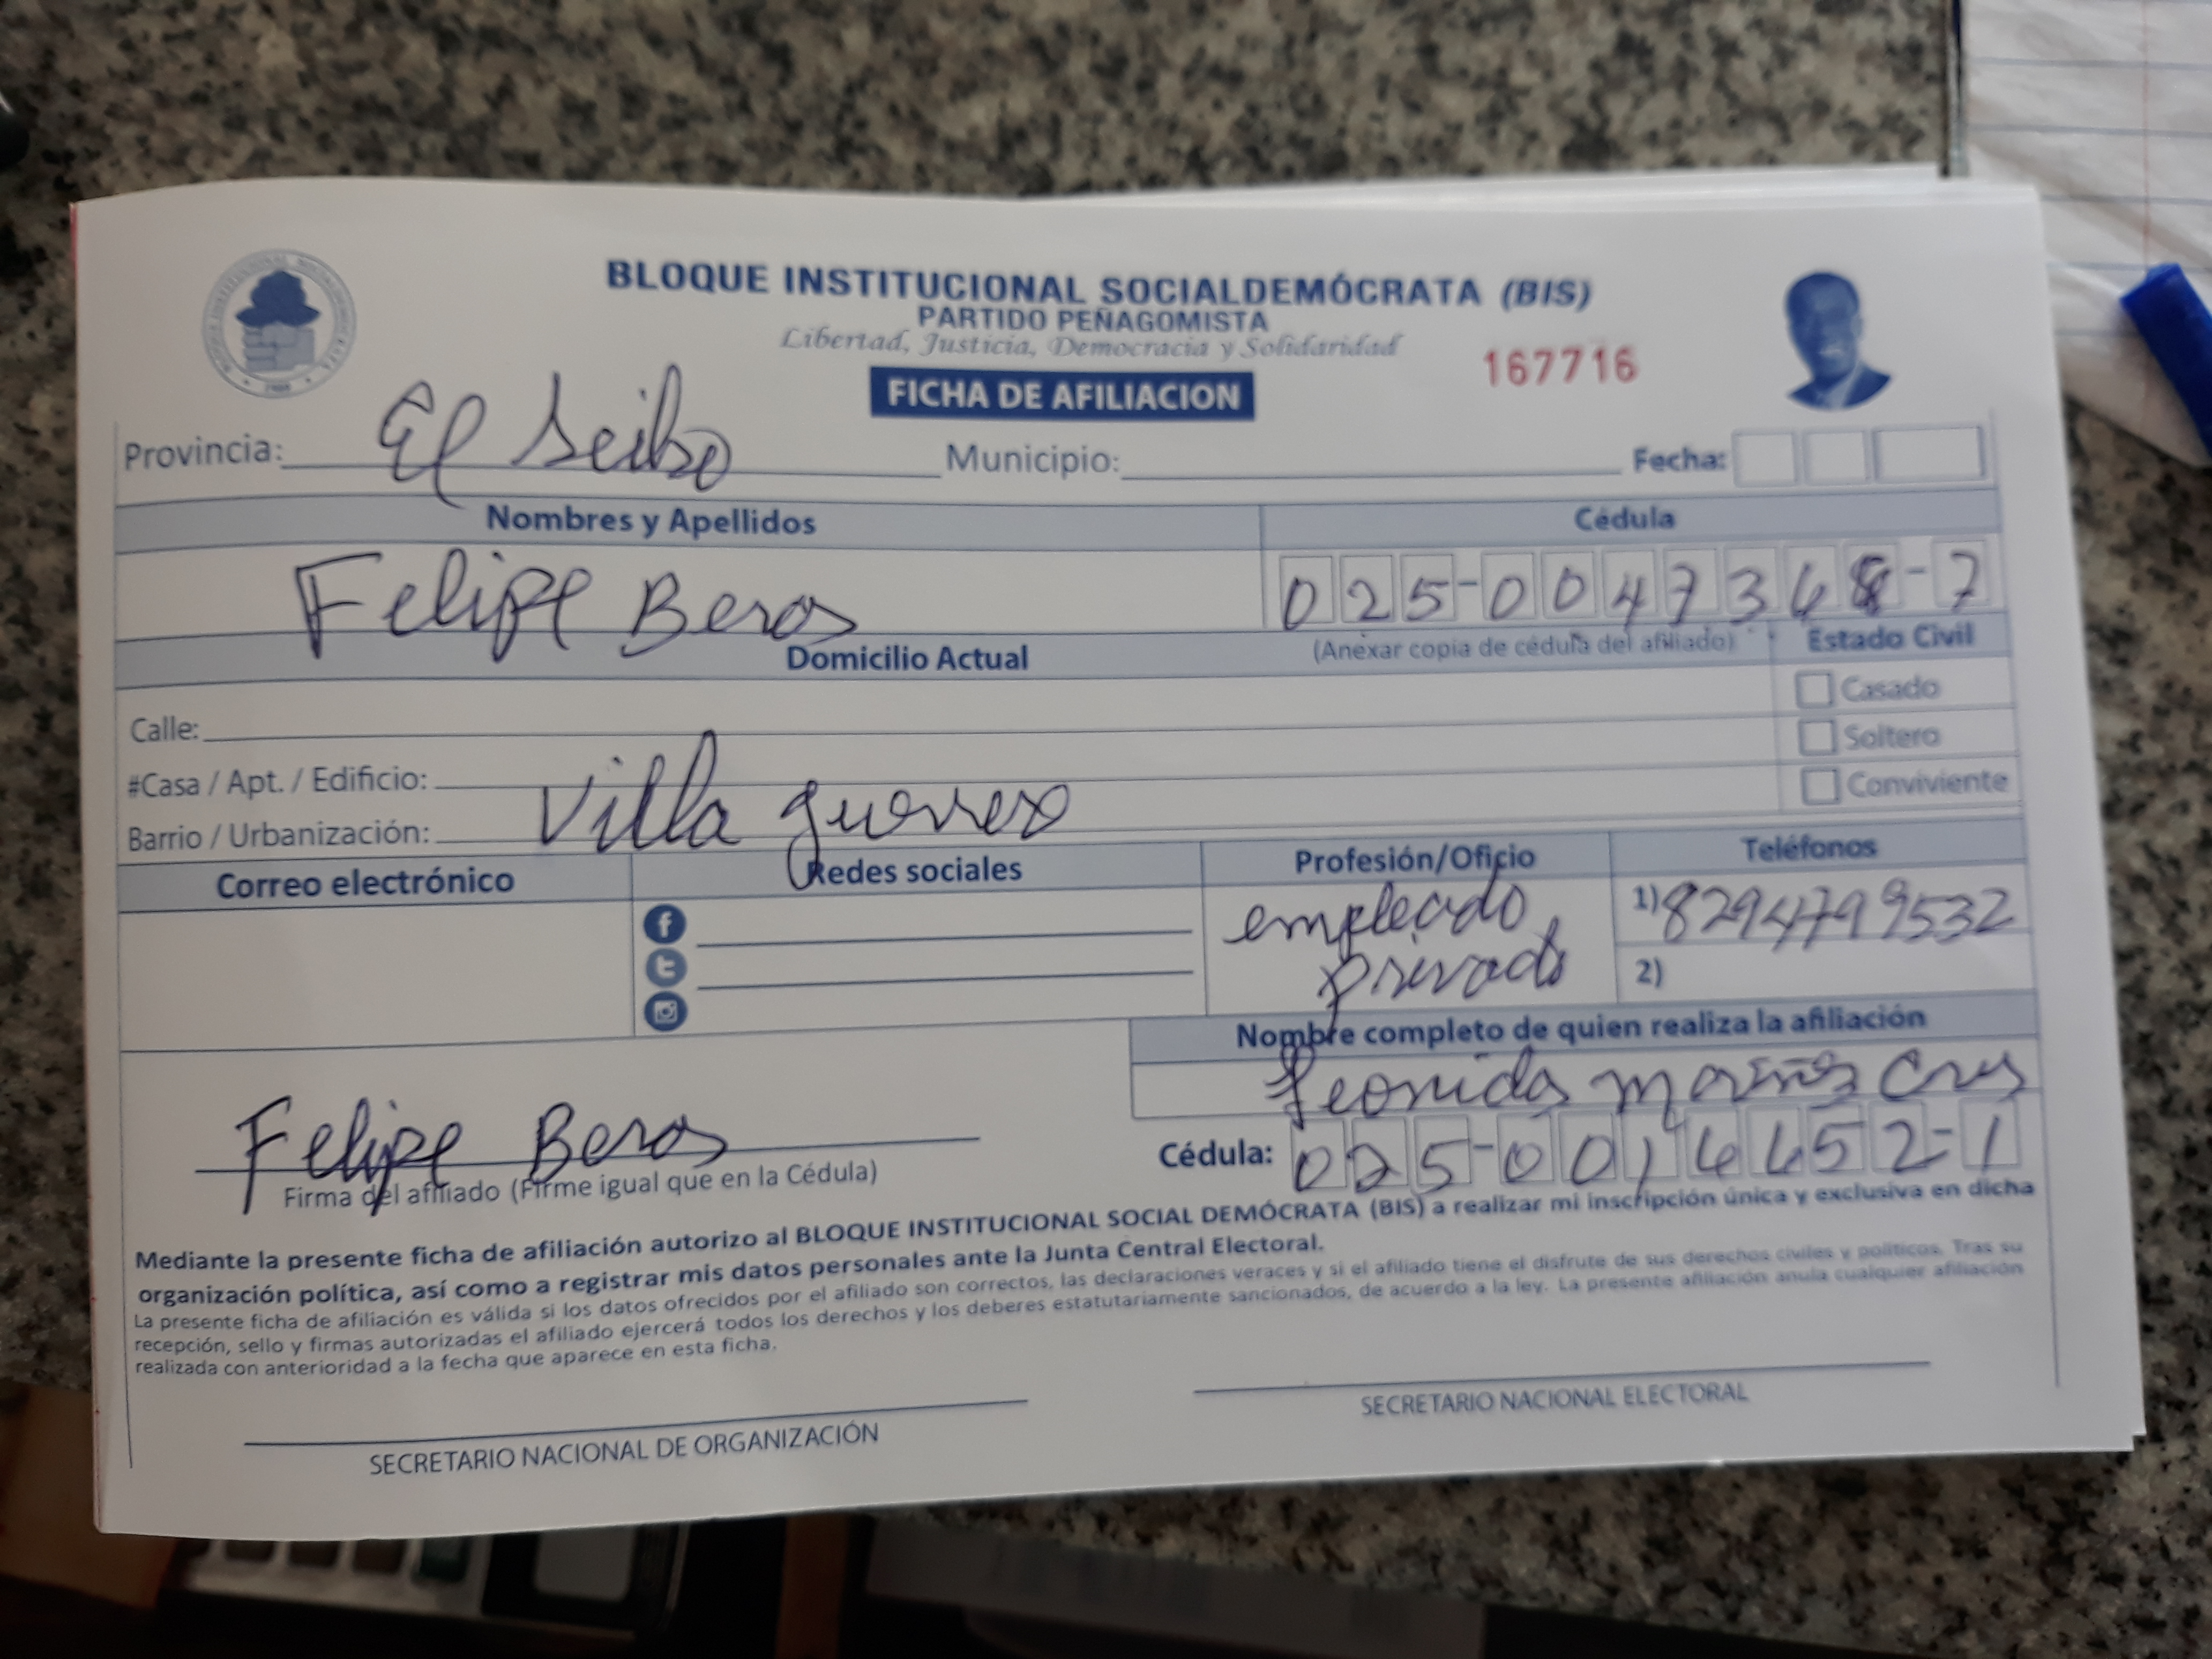 BLOQUE INSTITUCIONAL SOCIALDEMÓCRATA (BIS)
PARTIDO PEÑAGOMISTA
Libertad, Justicia, Democracia y Solidaridad
167716
FICHA DE AFILIACION
Provincia: El Seibo Municipio: Fecha:
Nombres y Apellidos Cédula
Felipe Beras 025-0047368-7
Domicilio Actual (Anexar copia de cédula del afiliado) Estado Civil
Casado
Calle:
Soltero
#Casa / Apt. / Edificio:
Conviviente
Barrio / Urbanización: Villa guerrero
Correo electrónico Redes sociales Profesión/Oficio Teléfonos
empleado privado
1) 8294799532
2)
Nombre completo de quien realiza la afiliación
Leonidas Cruz
Felipe Beras
Cédula: 025-0014452-1
Firma del afiliado (Firme igual que en la Cédula)
Mediante la presente ficha de afiliación autorizo al BLOQUE INSTITUCIONAL SOCIAL DEMÓCRATA (BIS) a realizar mi inscripción única y exclusiva en dicha
organización política, así como a registrar mis datos personales ante la Junta Central Electoral.
La presente ficha de afiliación es válida si los datos ofrecidos por el afiliado son correctos, las declaraciones veraces y si el afiliado tiene el disfrute de sus derechos civiles y políticos. Tras su
recepción, sello y firmas autorizadas el afiliado ejercerá todos los derechos y los deberes estatutariamente sancionados, de acuerdo a la ley. La presente afiliación anula cualquier afiliación
realizada con anterioridad a la fecha que aparece en esta ficha.
SECRETARIO NACIONAL DE ORGANIZACIÓN
SECRETARIO NACIONAL ELECTORAL